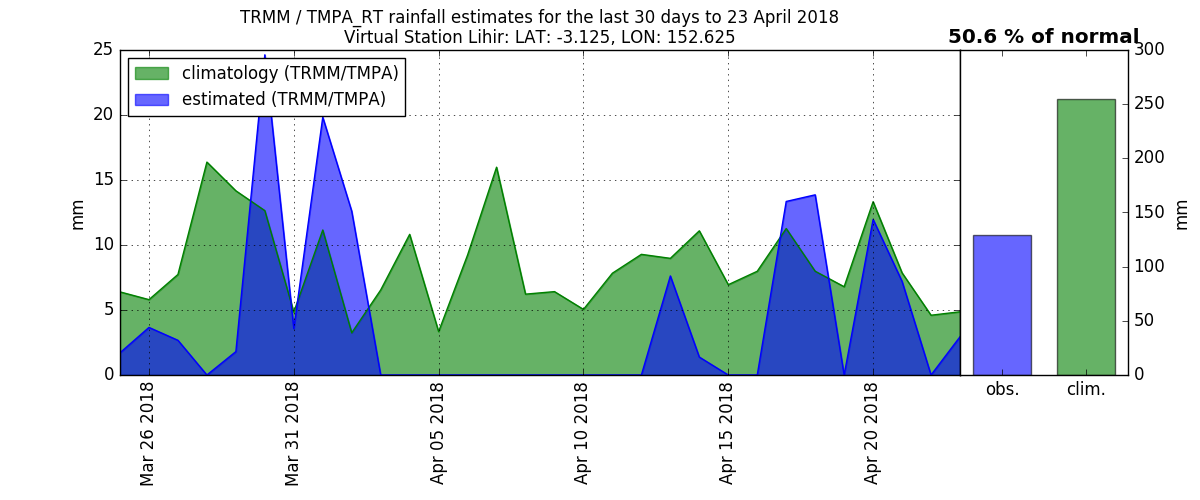 TRMM / TMPA_RT rainfall estimates for the last 30 days to 23 April 2018
Virtual Station Lihir: LAT: -3.125, LON: 152.625
50.6 % of normal
climatology (TRMM/TMPA)
estimated (TRMM/TMPA)
25
20
15
10
5
0
mm
300
250
200
150
100
50
0
mm
obs.
clim.
Mar 26 2018
Mar 31 2018
Apr 05 2018
Apr 10 2018
Apr 15 2018
Apr 20 2018